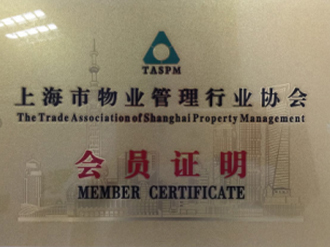 TASPM
上海市物业管理行业协会
The Trade Association of Shanghai Property Management
会员证明
MEMBER CERTIFICATE